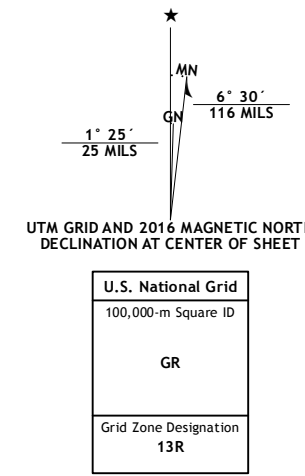 ★
MN
6° 30´
116 MILS
GN
1° 25´
25 MILS
UTM GRID AND 2016 MAGNETIC NORT
DECLINATION AT CENTER OF SHEET
U.S. National Grid
100,000-m Square ID
GR
Grid Zone Designation
13R